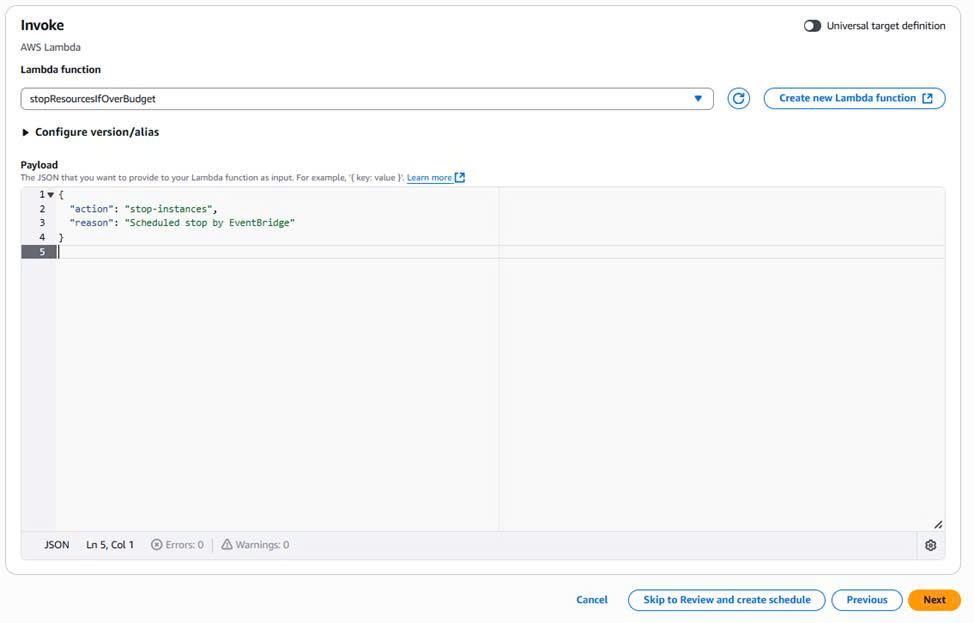 Invoke
Universal target definition
AWS Lambda
Lambda function
stopResourcesIfOverBudget
Create new Lambda function
Configure version/alias
Payload
The JSON that you want to provide to your Lambda function as input. For example, '{ key: value }'. Learn more
1 {
2 "action": "stop-instances",
3 "reason": "Scheduled stop by EventBridge"
4 }
5
JSON Ln 5, Col 1 Errors: 0 Warnings: 0
Cancel Skip to Review and create schedule Previous Next